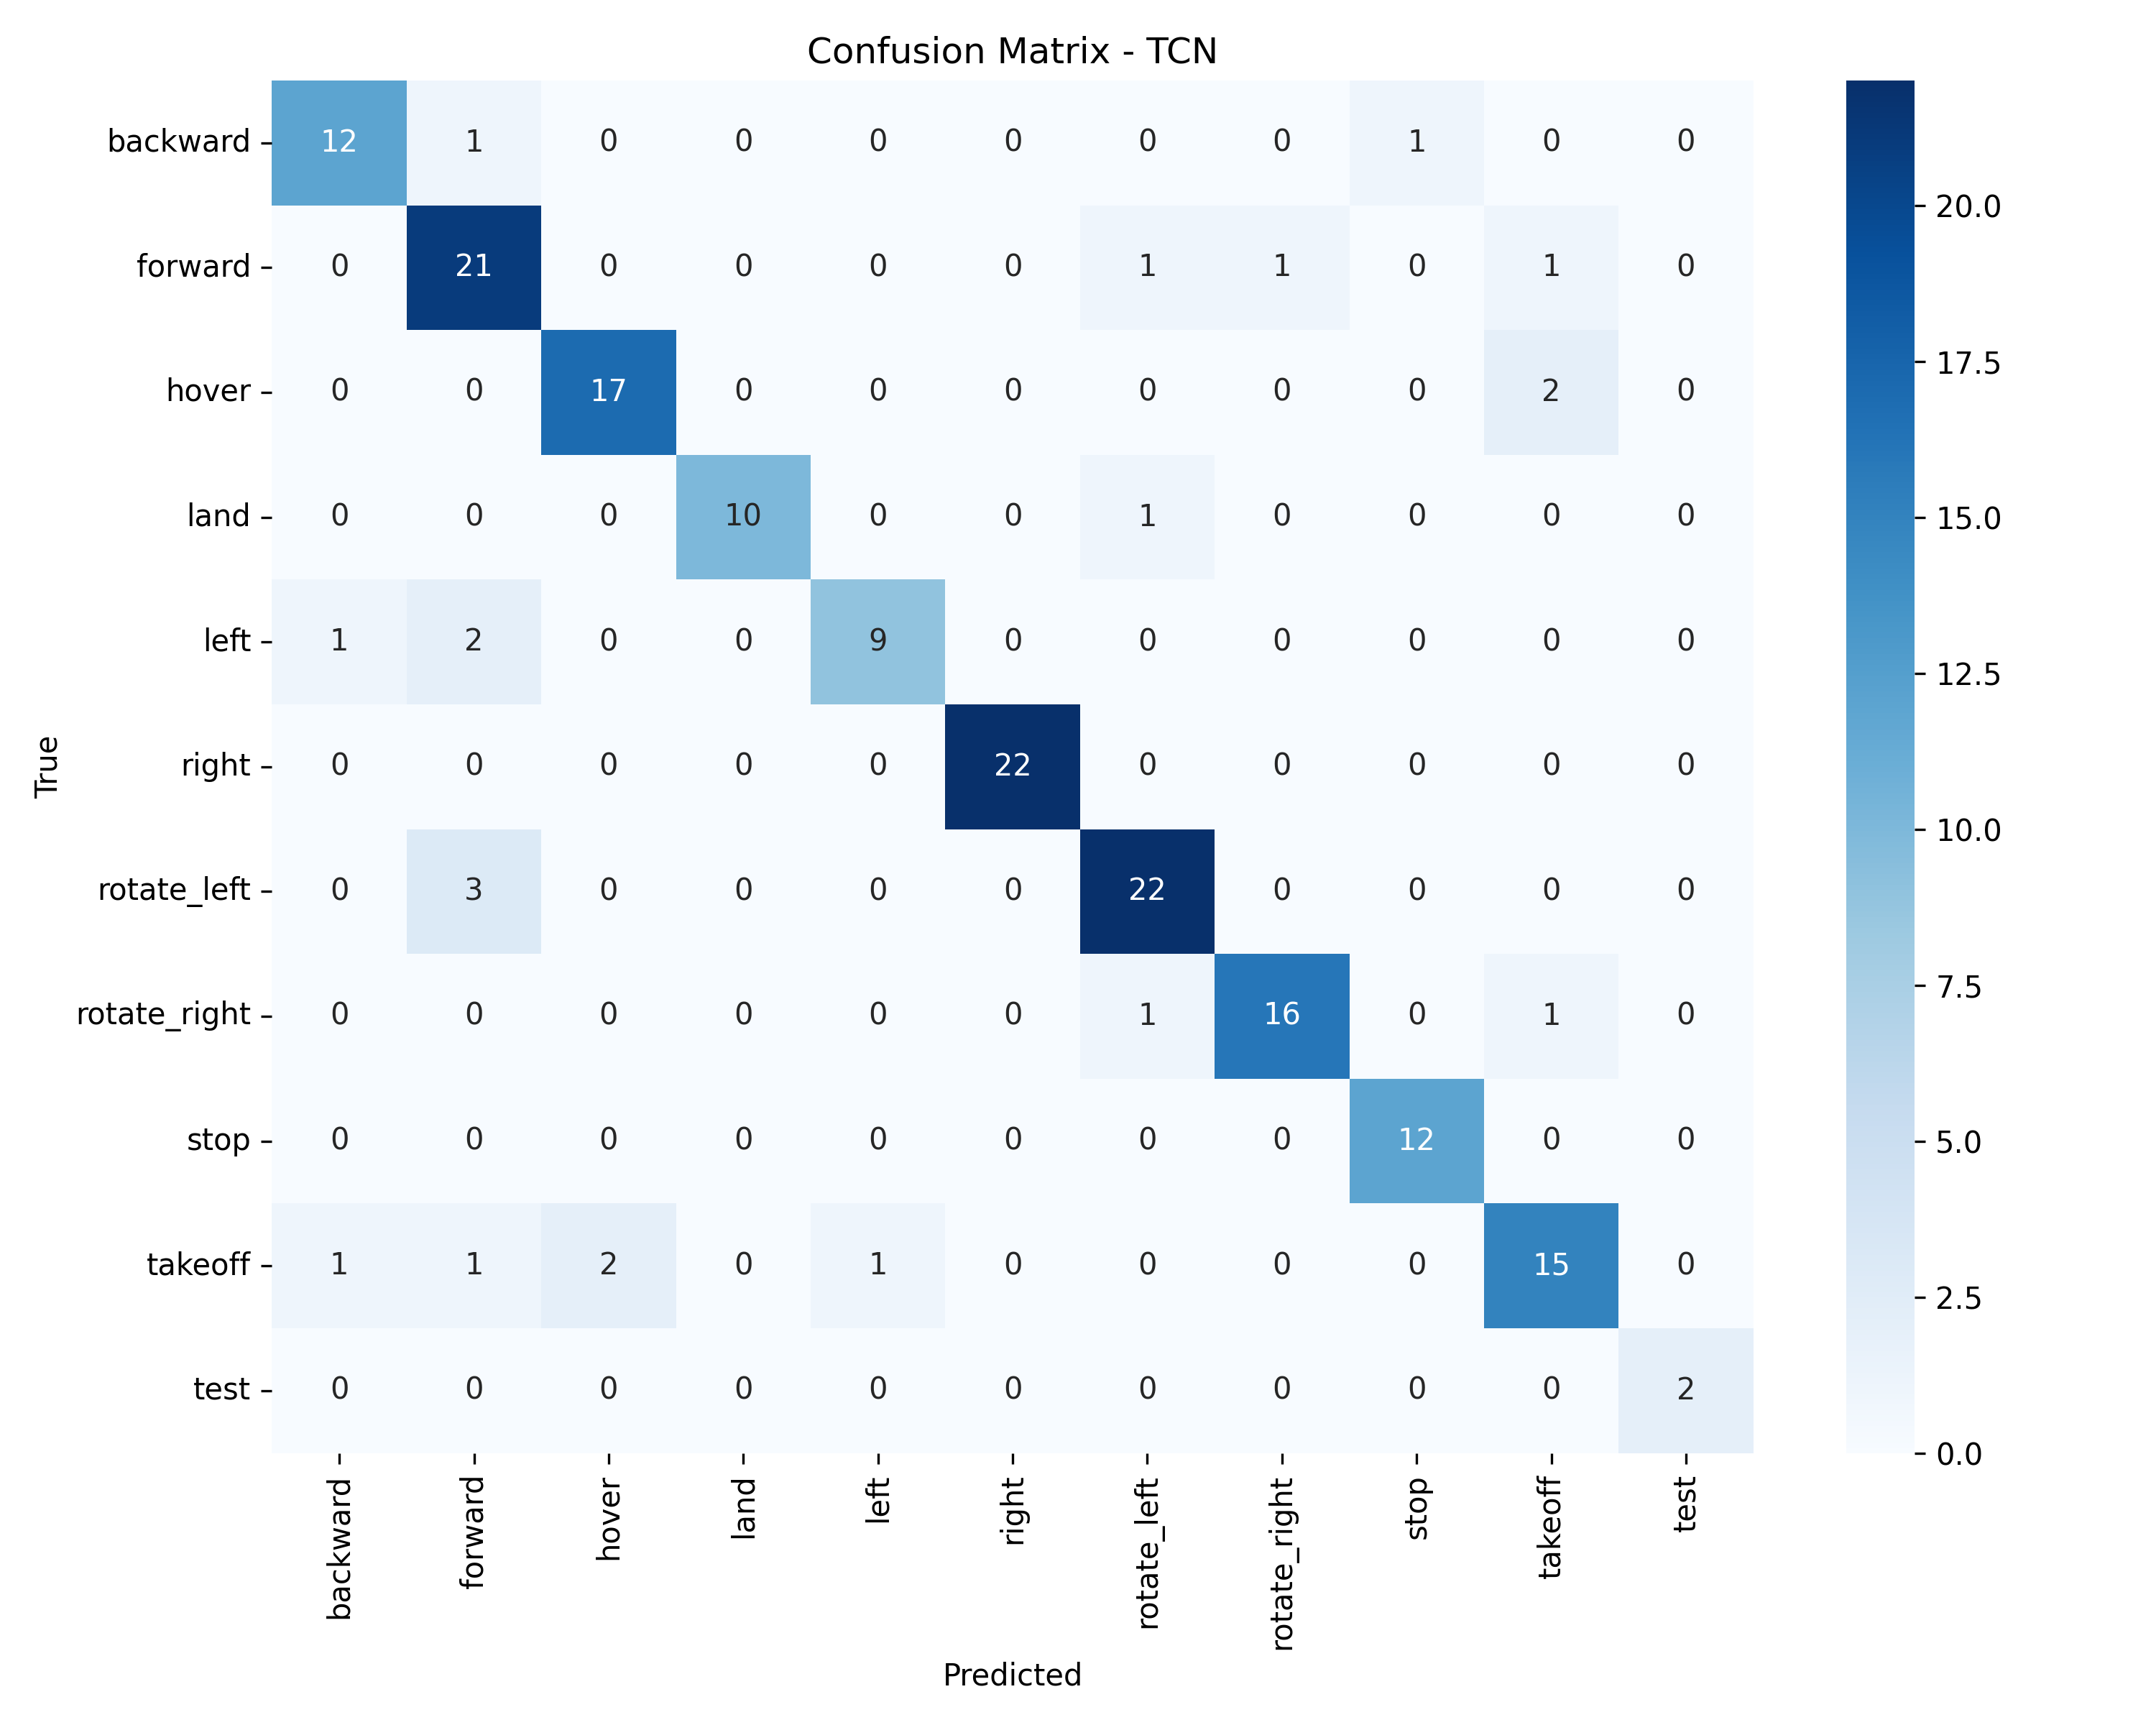 Confusion Matrix - TCN
backward 12 1 0 0 0 0 0 0 1 0 0
forward 0 21 0 0 0 0 1 1 0 1 0
hover 0 0 17 0 0 0 0 0 0 2 0
land 0 0 0 10 0 0 1 0 0 0 0
left 1 2 0 0 9 0 0 0 0 0 0
right 0 0 0 0 0 22 0 0 0 0 0
rotate_left 0 3 0 0 0 0 22 0 0 0 0
rotate_right 0 0 0 0 0 0 1 16 0 1 0
stop 0 0 0 0 0 0 0 0 12 0 0
takeoff 1 1 2 0 1 0 0 0 0 15 0
test 0 0 0 0 0 0 0 0 0 0 2
True
backward forward hover land left right rotate_left rotate_right stop takeoff test
Predicted
20.0
17.5
15.0
12.5
10.0
7.5
5.0
2.5
0.0